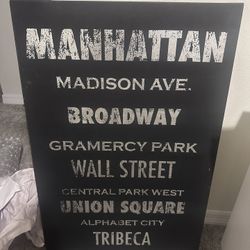 MANHATTAN
MADISON AVE.
BROADWAY
GRAMERCY PARK
WALL STREET
CENTRAL PARK WEST
UNION SQUARE
ALPHABET CITY
TRIBECA